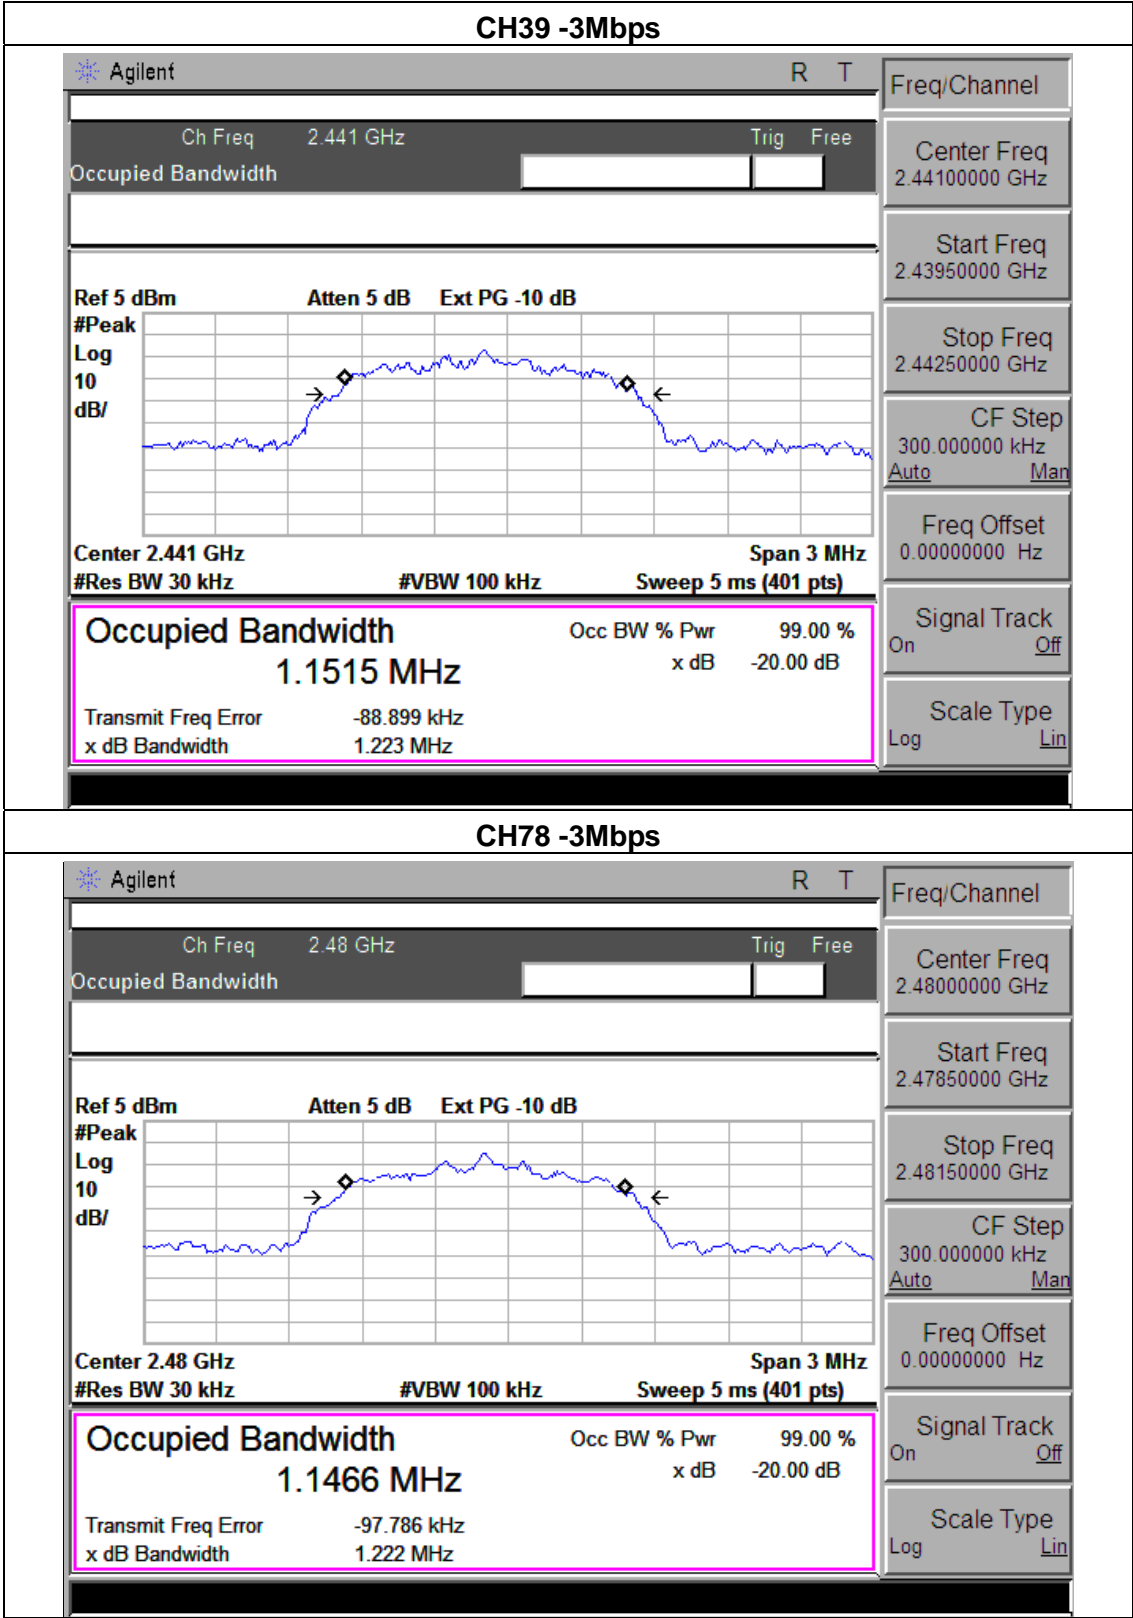 CH39 -3Mbps
Agilent R T
Freq/Channel
Ch Freq 2.441 GHz Trig Free
Occupied Bandwidth
Center Freq
2.44100000 GHz
Start Freq
2.43950000 GHz
Stop Freq
2.44250000 GHz
CF Step
300.000000 kHz
Auto Man
Freq Offset
0.00000000 Hz
Signal Track
On Off
Scale Type
Log Lin
Ref 5 dBm Atten 5 dB Ext PG -10 dB
#Peak
Log
10
dB/
Center 2.441 GHz Span 3 MHz
#Res BW 30 kHz #VBW 100 kHz Sweep 5 ms (401 pts)
Occupied Bandwidth Occ BW % Pwr 99.00 %
1.1515 MHz x dB -20.00 dB
Transmit Freq Error -88.899 kHz
x dB Bandwidth 1.223 MHz
CH78 -3Mbps
Agilent R T
Freq/Channel
Ch Freq 2.48 GHz Trig Free
Occupied Bandwidth
Center Freq
2.48000000 GHz
Start Freq
2.47850000 GHz
Stop Freq
2.48150000 GHz
CF Step
300.000000 kHz
Auto Man
Freq Offset
0.00000000 Hz
Signal Track
On Off
Scale Type
Log Lin
Ref 5 dBm Atten 5 dB Ext PG -10 dB
#Peak
Log
10
dB/
Center 2.48 GHz Span 3 MHz
#Res BW 30 kHz #VBW 100 kHz Sweep 5 ms (401 pts)
Occupied Bandwidth Occ BW % Pwr 99.00 %
1.1466 MHz x dB -20.00 dB
Transmit Freq Error -97.786 kHz
x dB Bandwidth 1.222 MHz